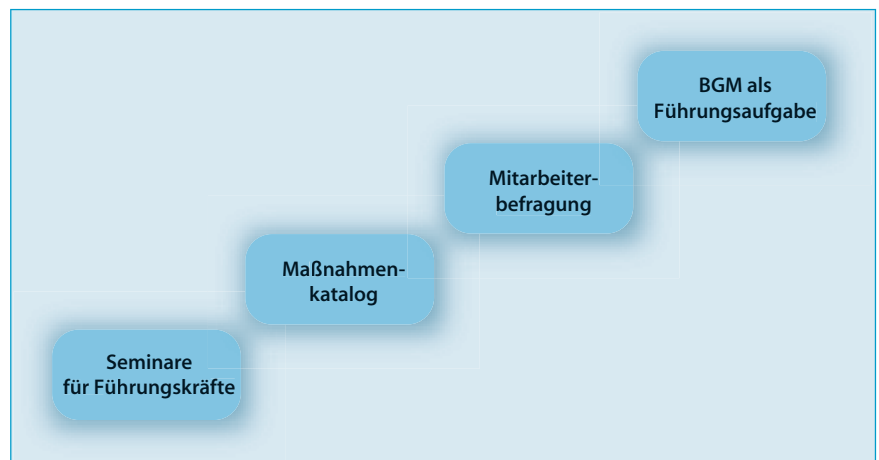 BGM als
Führungsaufgabe
Mitarbeiter-
befragung
Maßnahmen-
katalog
Seminare
für Führungskräfte